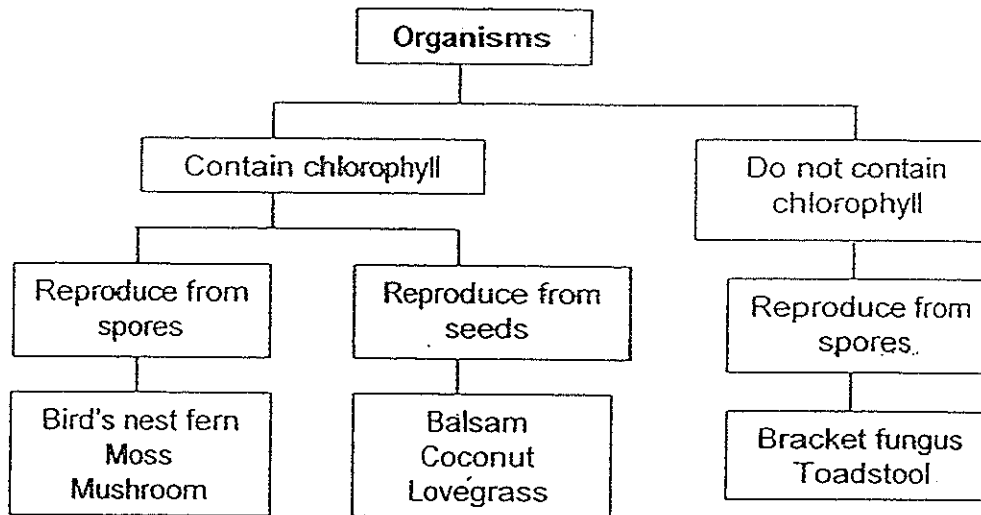 Organisms
Contain chlorophyll
Do not contain
chlorophyll
Reproduce from
spores
Reproduce from
seeds
Reproduce from
spores
Bird's nest fern
Moss
Mushroom
Balsam
Coconut
Lovegrass
Bracket fungus
Toadstool